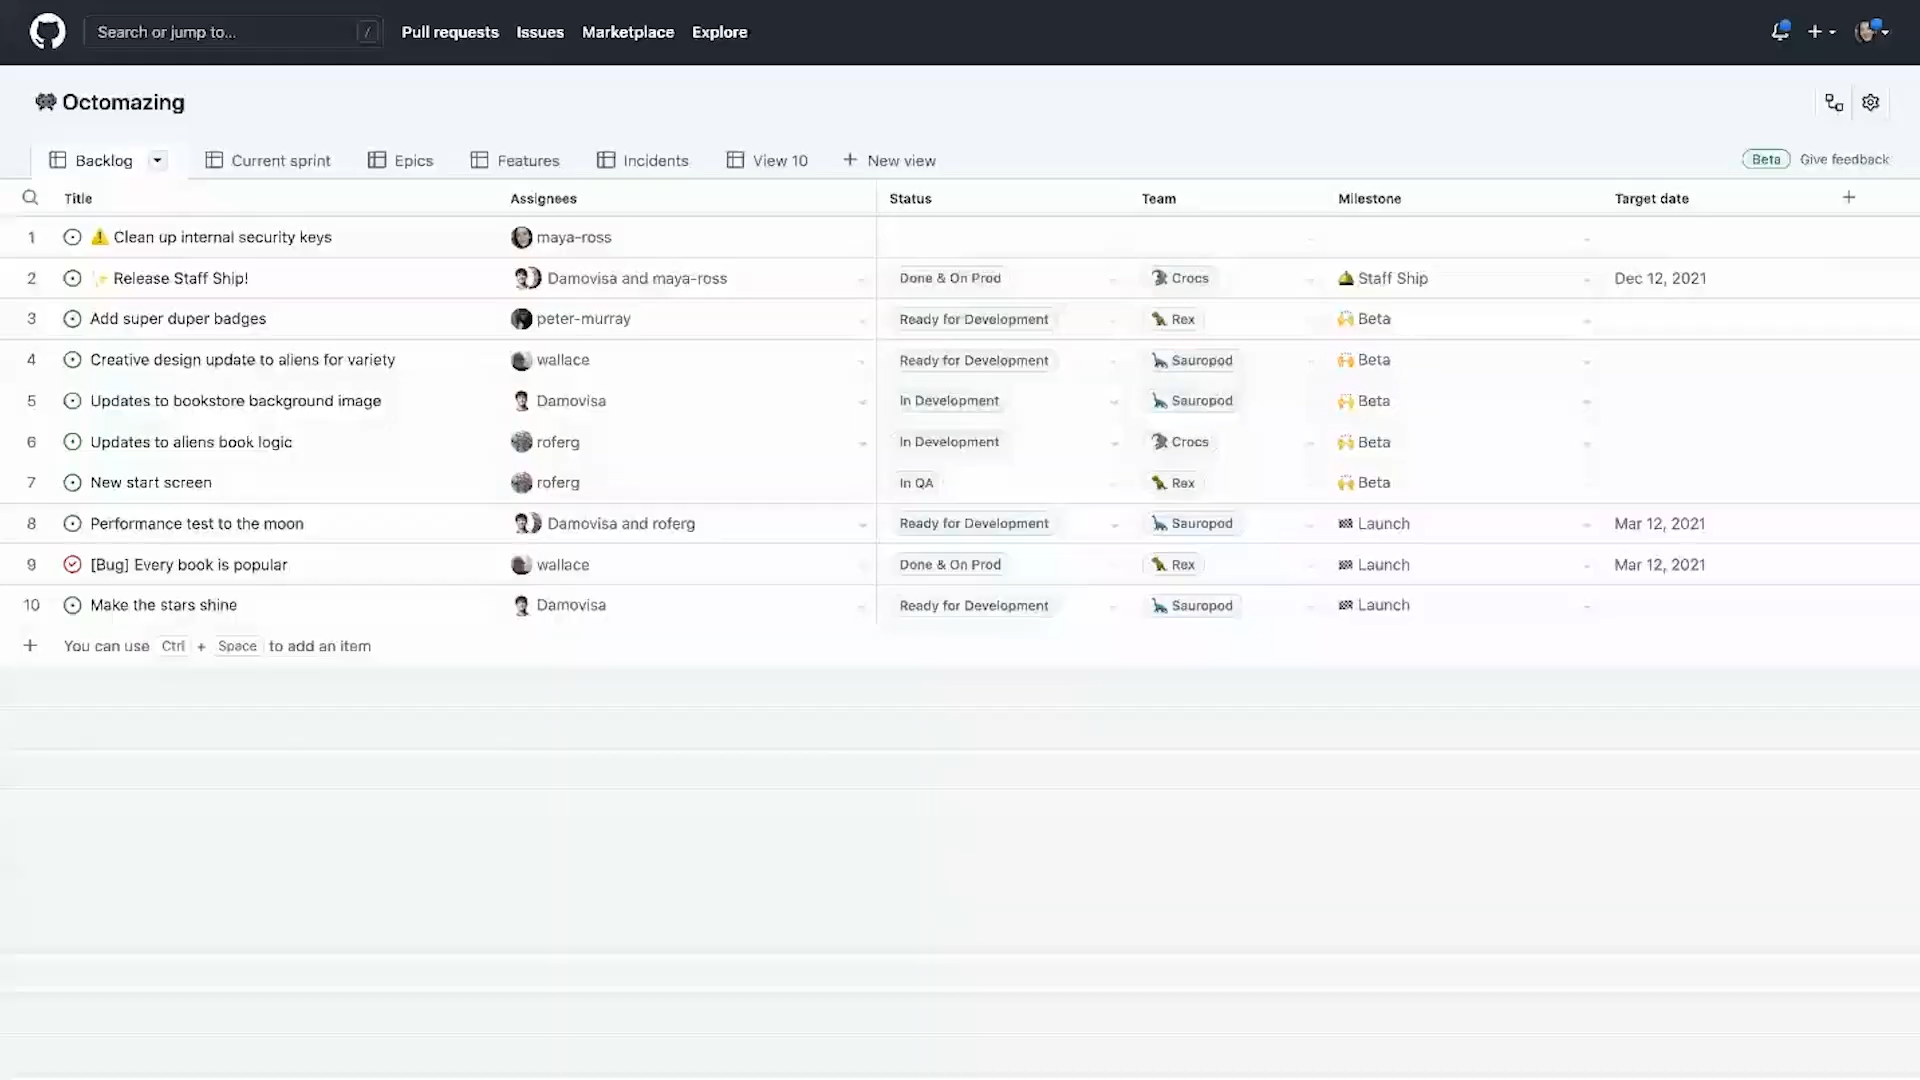 Search or jump to... / Pull requests Issues Marketplace Explore
Octomazing
Backlog Current sprint Epics Features Incidents View 10 New view Beta Give feedback
Title Assignees Status Team Milestone Target date
1 Clean up internal security keys maya-ross
2 Release Staff Ship! Damovisa and maya-ross Done & On Prod Crocs Staff Ship Dec 12, 2021
3 Add super duper badges peter-murray Ready for Development Rex Beta
4 Creative design update to aliens for variety wallace Ready for Development Sauropod Beta
5 Updates to bookstore background image Damovisa In Development Sauropod Beta
6 Updates to aliens book logic roferg In Development Crocs Beta
7 New start screen roferg In QA Rex Beta
8 Performance test to the moon Damovisa and roferg Ready for Development Sauropod Launch Mar 12, 2021
9 [Bug] Every book is popular wallace Done & On Prod Rex Launch Mar 12, 2021
10 Make the stars shine Damovisa Ready for Development Sauropod Launch
+ You can use Ctrl + Space to add an item